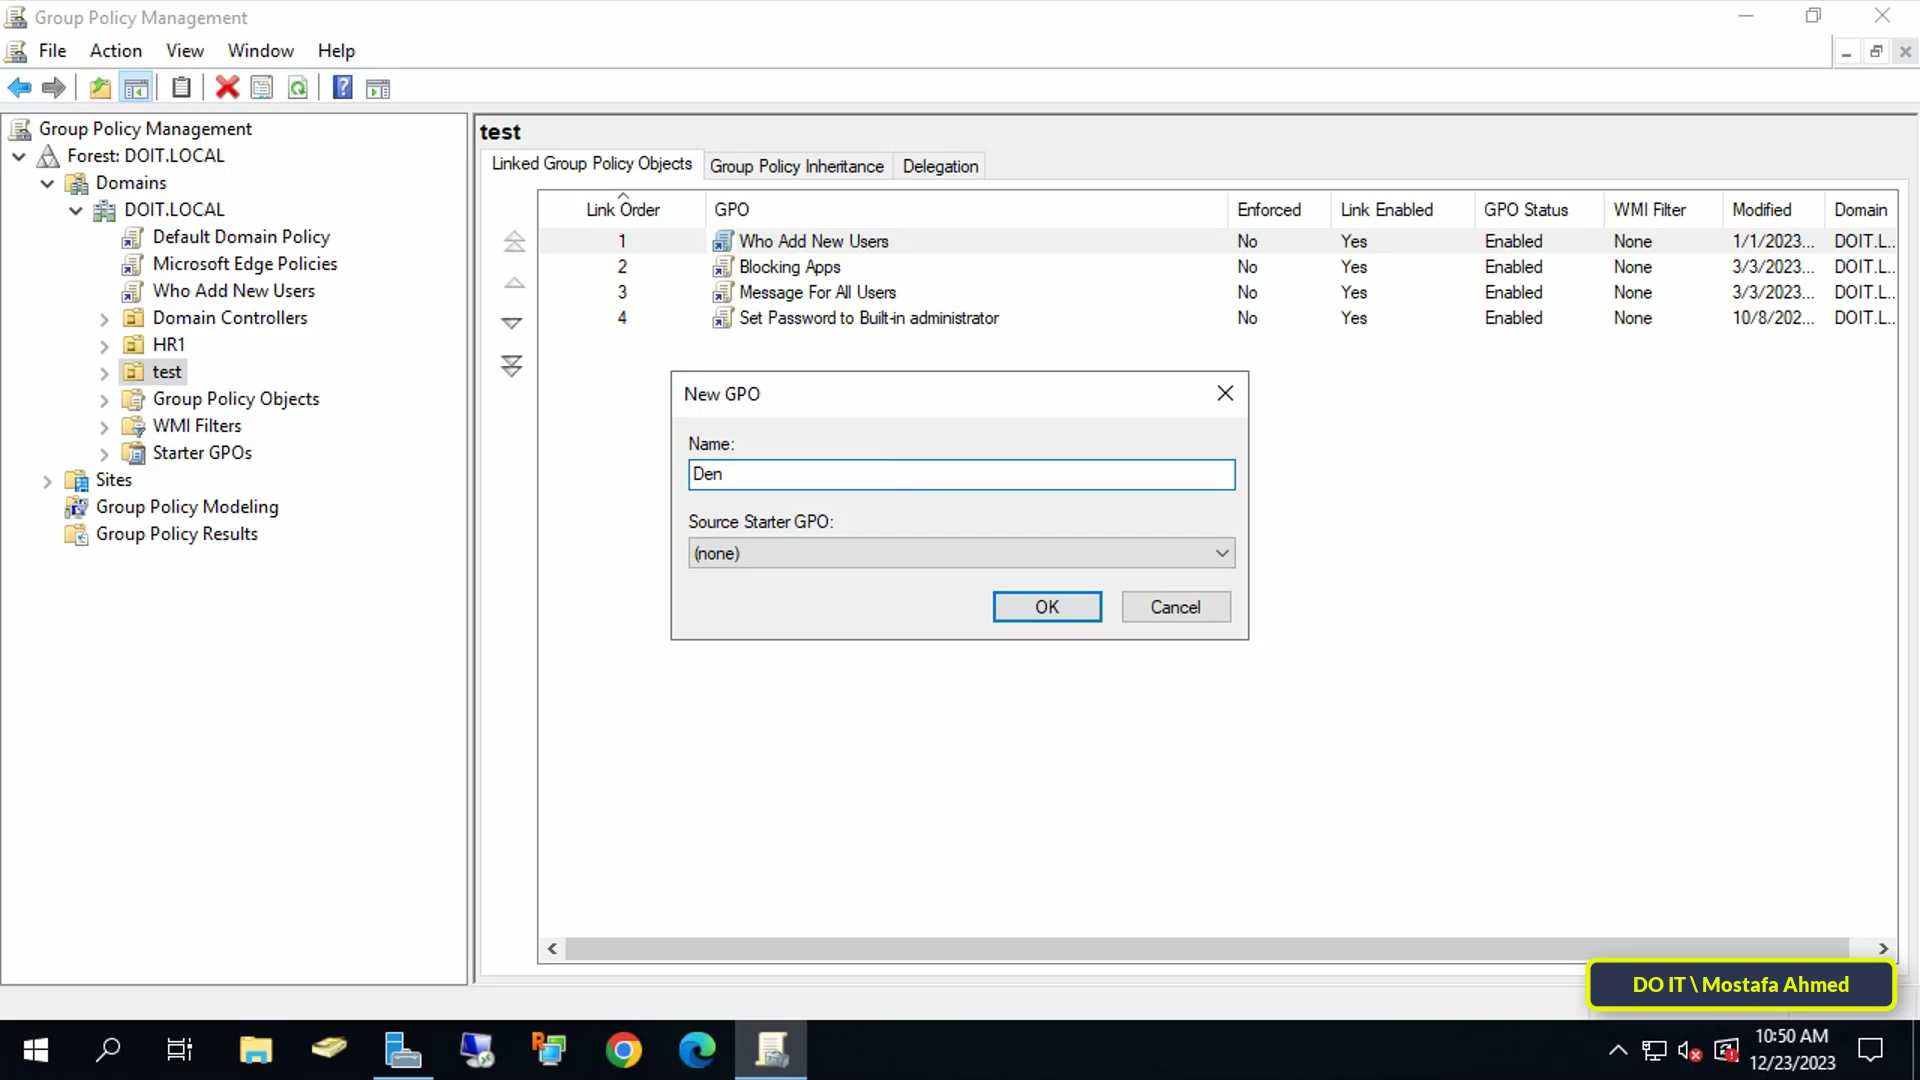 Group Policy Management
File Action View Window Help
Group Policy Management
Forest: DOIT.LOCAL
Domains
DOIT.LOCAL
Default Domain Policy
Microsoft Edge Policies
Who Add New Users
Domain Controllers
HR1
test
Group Policy Objects
WMI Filters
Starter GPOs
Sites
Group Policy Modeling
Group Policy Results
test
Linked Group Policy Objects Group Policy Inheritance Delegation
Link Order GPO Enforced Link Enabled GPO Status WMI Filter Modified Domain
1 Who Add New Users No Yes Enabled None 1/1/2023... DOIT.L...
2 Blocking Apps No Yes Enabled None 3/3/2023... DOIT.L...
3 Message For All Users No Yes Enabled None 3/3/2023... DOIT.L...
4 Set Password to Built-in administrator No Yes Enabled None 10/8/202... DOIT.L...
New GPO
Name:
Den
Source Starter GPO:
(none)
OK Cancel
DO IT \ Mostafa Ahmed
10:50 AM
12/23/2023